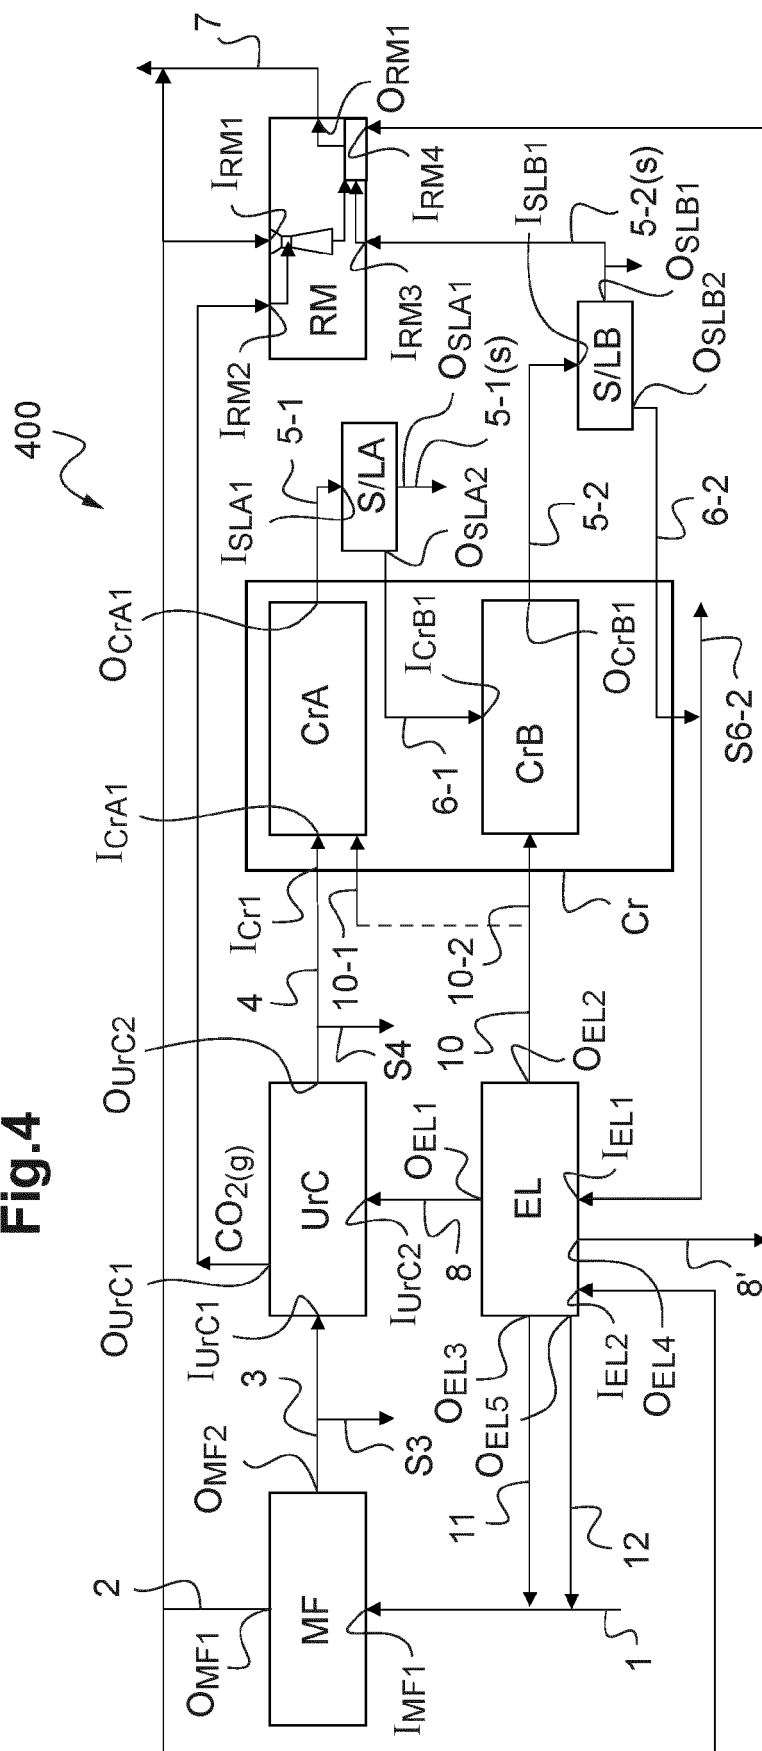 Fig.4
400
7
2
OMF1
MF
IMF1
1
OMF2
3
S3
11
12
OUrC1
CO2(g)
IUrC1
UrC
IUrC2
OUrC2
4
S4
8
OEL1
EL
OEL3
OEL5
IEL2
OEL4
8'
IEL1
OEL2
10
10-1
10-2
ICr1
Cr
ICrA1
CrA
OCrA1
6-1
ICrB1
CrB
OCrB1
S6-2
5-1
ISLA1
S/LA
OSLA1
5-1(s)
OSLA2
5-2
6-2
ISLB1
S/LB
OSLB1
OSLB2
5-2(s)
IRM1
IRM2
RM
IRM3
IRM4
ORM1